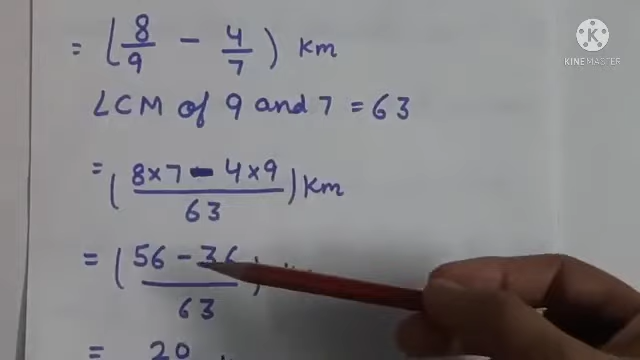 = (8/9 - 4/7) km
LCM of 9 and 7 = 63
= (8×7 - 4×9 / 63) km
= (56 - 36 / 63)
= 20
KINEMASTER